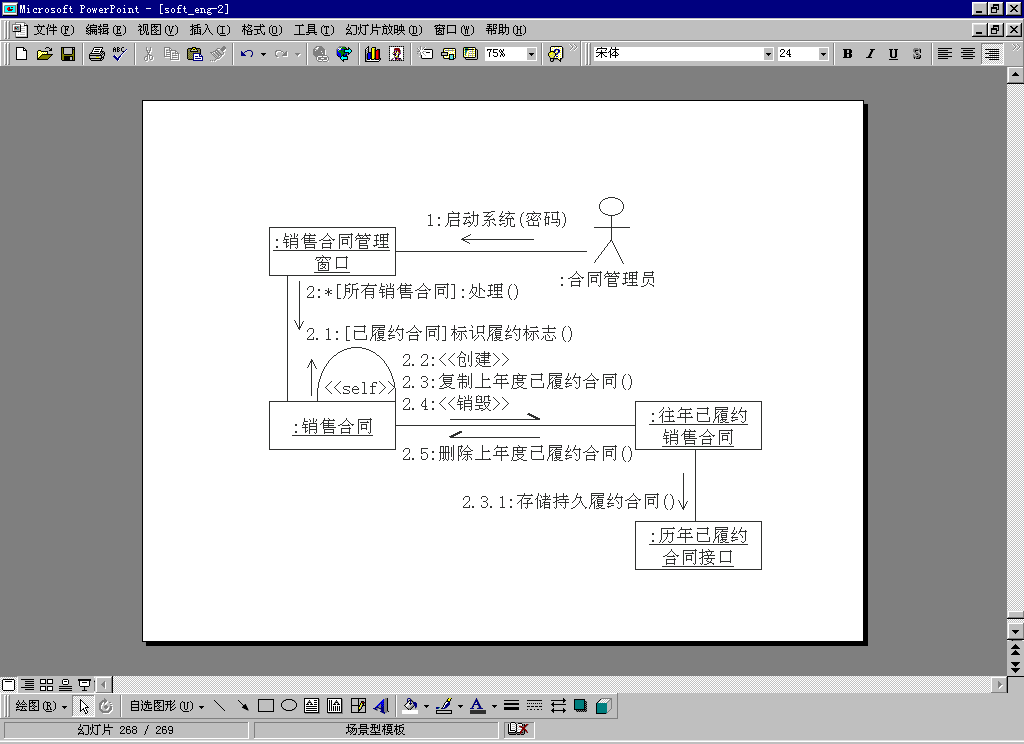 Microsoft PowerPoint - [soft_eng-2]
文件(F) 编辑(E) 视图(V) 插入(I) 格式(O) 工具(T) 幻灯片放映(D) 窗口(W) 帮助(H)
75% 宋体 24 B I U S
1:启动系统(密码)
:销售合同管理
窗口
:合同管理员
2:*[所有销售合同]:处理()
2.1:[已履约合同]标识履约标志()
2.2:<<创建>>
2.3:复制上年度已履约合同()
<<self>>
2.4:<<销毁>>
:销售合同
:往年已履约
销售合同
2.5:删除上年度已履约合同()
2.3.1:存储持久履约合同()
:历年已履约
合同接口
绘图(R) 自选图形(U)
幻灯片 268 / 269 场景型模板